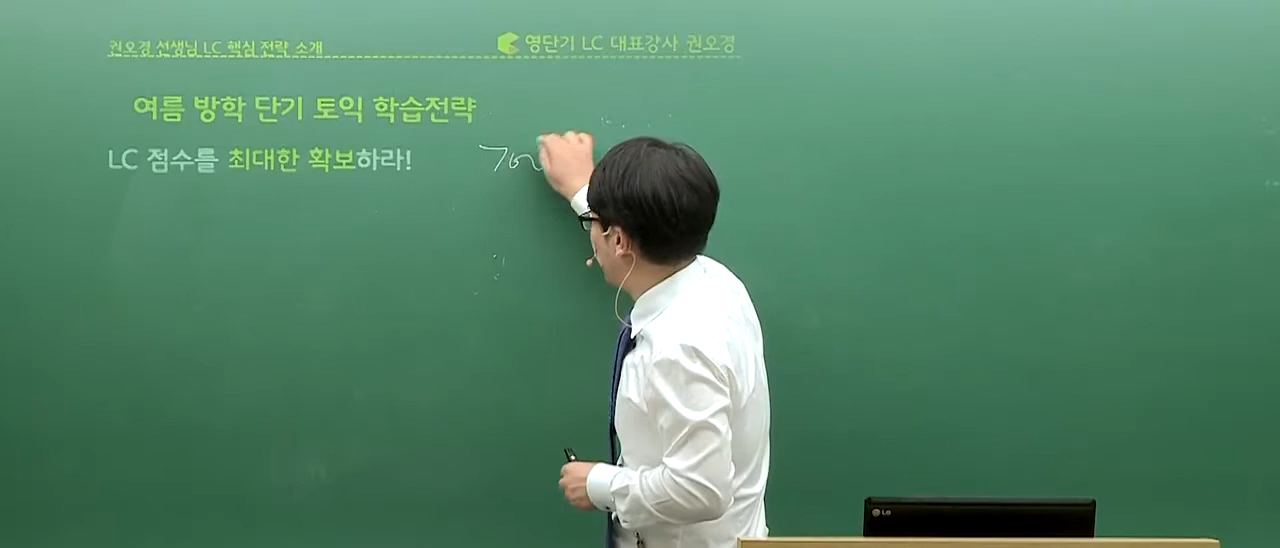 권오경 선생님 LC 핵심 전략 소개
영단기 LC 대표강사 권오경
여름 방학 단기 토익 학습전략
LC 점수를 최대한 확보하라!
700
LG